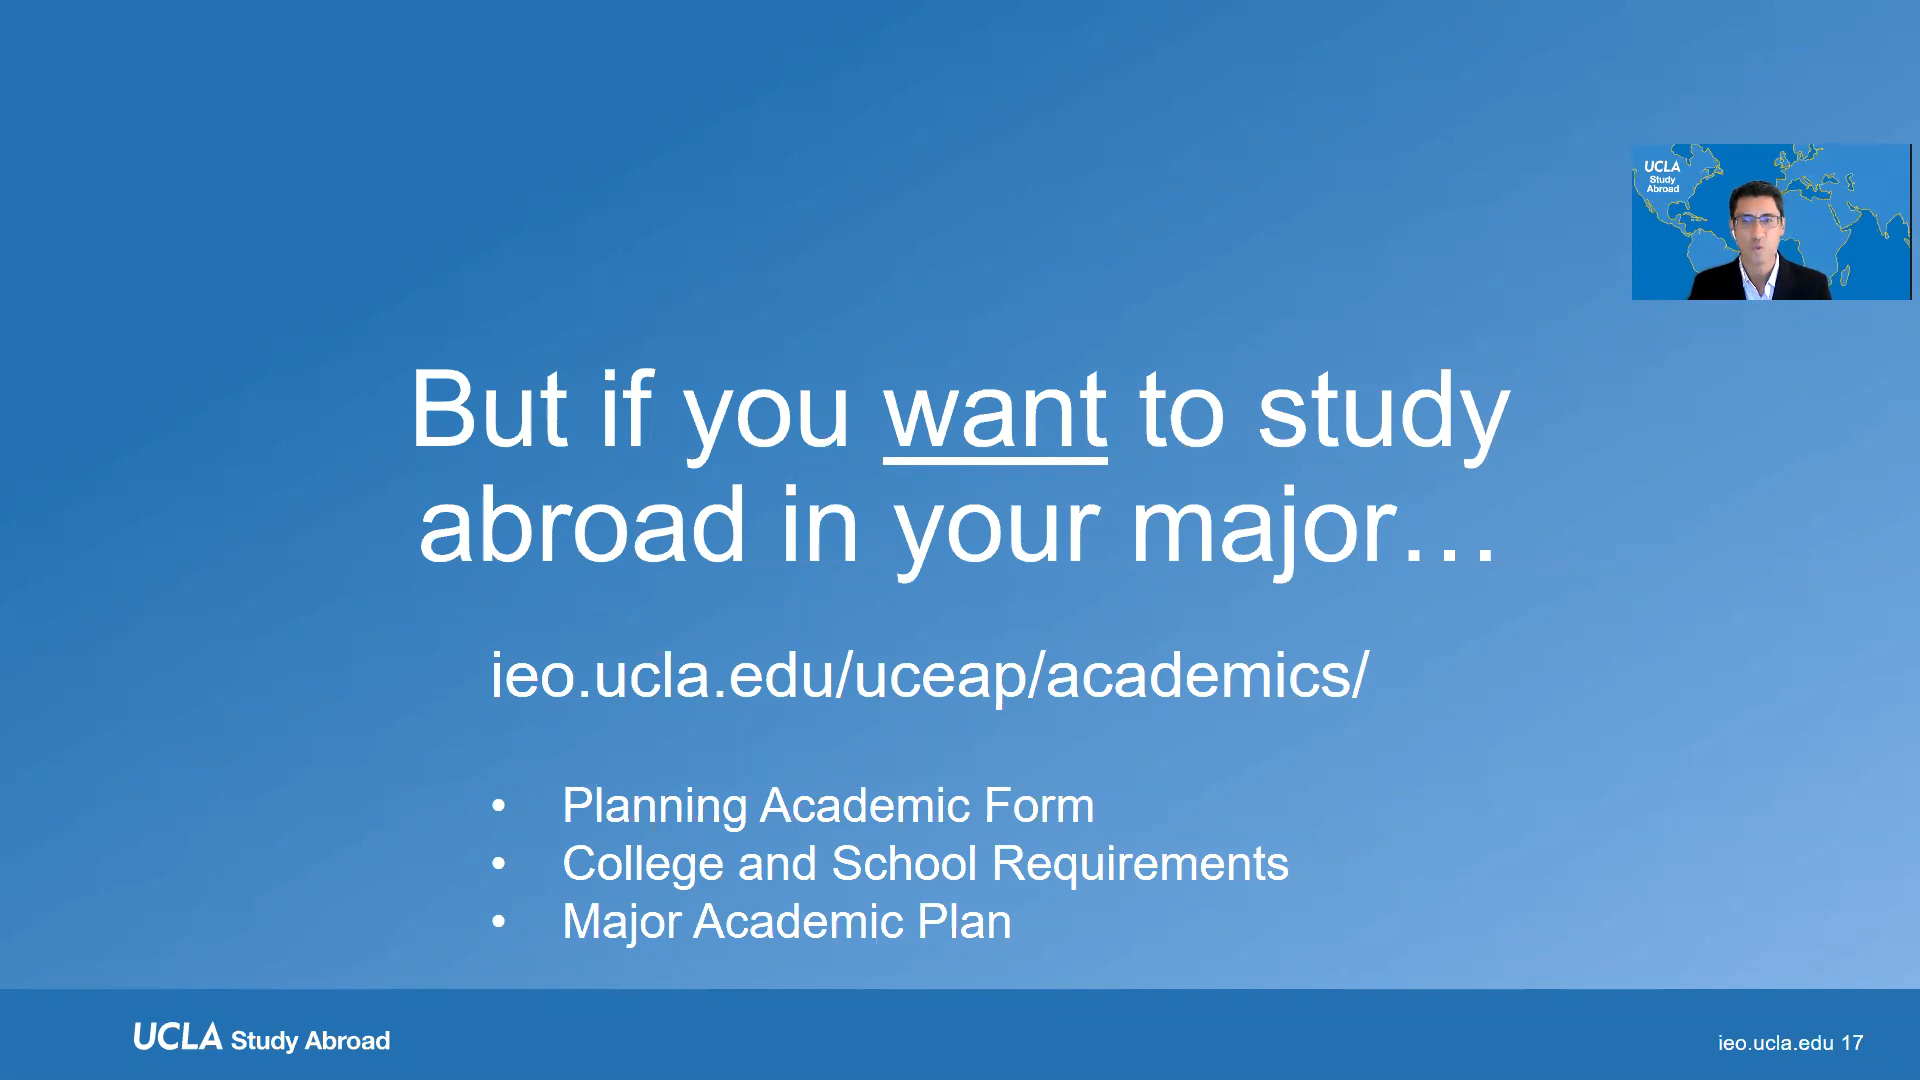 UCLA
Study
Abroad
But if you want to study
abroad in your major…
ieo.ucla.edu/uceap/academics/
• Planning Academic Form
• College and School Requirements
• Major Academic Plan
UCLA Study Abroad
ieo.ucla.edu 17